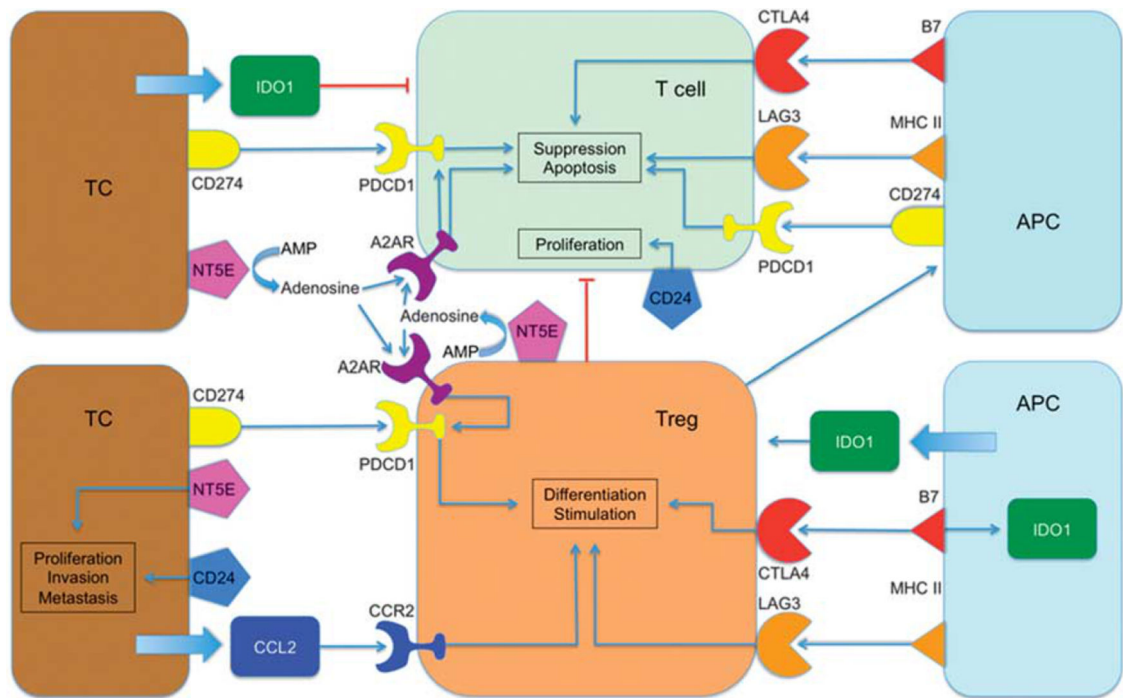 CTLA4
B7
IDO1
T cell
LAG3
MHC II
TC
CD274
PDCD1
Suppression
Apoptosis
CD274
APC
NT5E
AMP
Adenosine
A2AR
Proliferation
PDCD1
CD24
Adenosine
NT5E
AMP
A2AR
TC
CD274
PDCD1
Treg
APC
IDO1
NT5E
Differentiation
Stimulation
B7
IDO1
CTLA4
Proliferation
Invasion
Metastasis
CD24
MHC II
CCL2
CCR2
LAG3